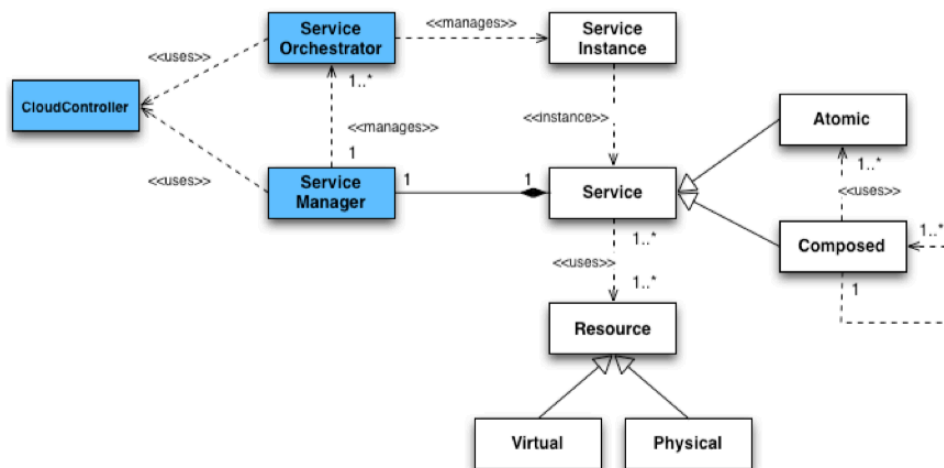 Service
Orchestrator
<<manages>>
Service
Instance
<<uses>>
1..*
CloudController
<<manages>>
<<instance>>
Atomic
1
1..*
<<uses>>
<<uses>>
Service
Manager
1
1
Service
1..*
1..*
Composed
<<uses>>
1..*
1
Resource
Virtual
Physical